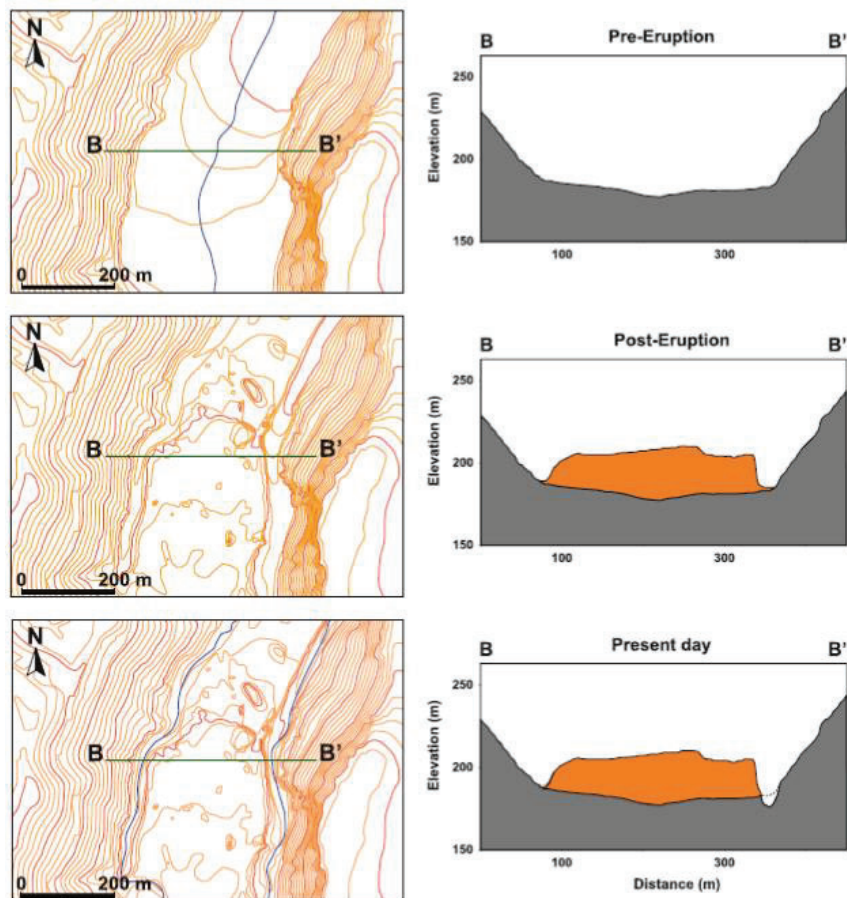 N
B
B'
0
200 m
B
Pre-Eruption
B'
Elevation (m)
250
200
150
100
300
N
B
B'
0
200 m
B
Post-Eruption
B'
Elevation (m)
250
200
150
100
300
N
B
B'
0
200 m
B
Present day
B'
Elevation (m)
250
200
150
100
300
Distance (m)